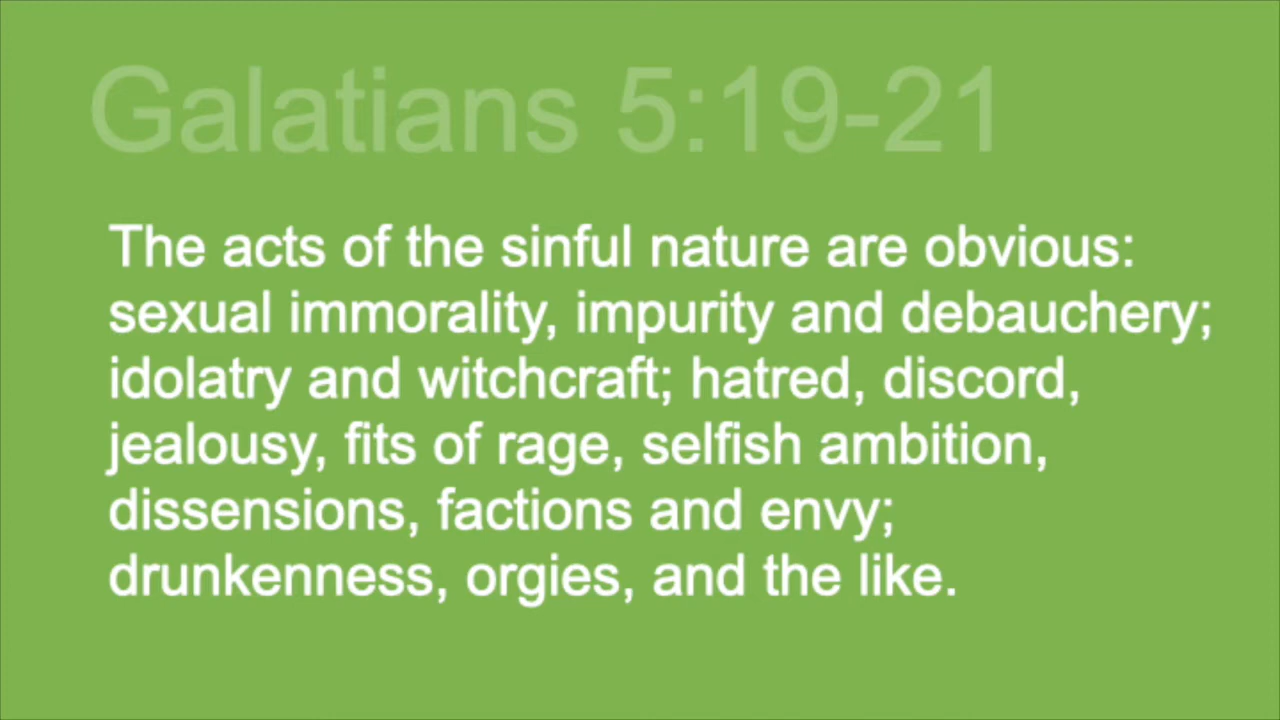 Galatians 5:19-21
The acts of the sinful nature are obvious:
sexual immorality, impurity and debauchery;
idolatry and witchcraft; hatred, discord,
jealousy, fits of rage, selfish ambition,
dissensions, factions and envy;
drunkenness, orgies, and the like.